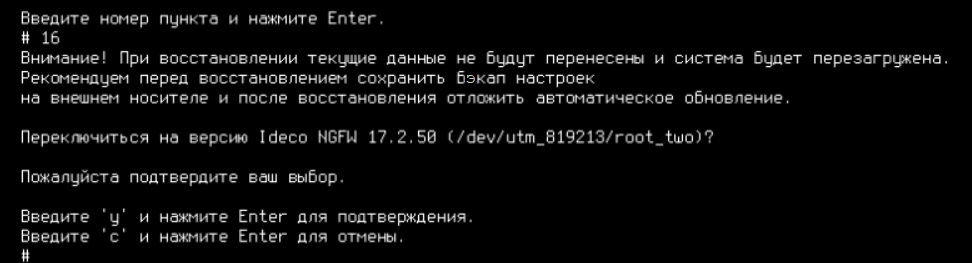 Введите номер пункта и нажмите Enter.
# 16
Внимание! При восстановлении текущие данные не будут перенесены и система будет перезагружена.
Рекомендуем перед восстановлением сохранить бэкап настроек
на внешнем носителе и после восстановления отложить автоматическое обновление.
Переключиться на версию Ideco NGFW 17.2.50 (/dev/utm_819213/root_two)?
Пожалуйста подтвердите ваш выбор.
Введите 'y' и нажмите Enter для подтверждения.
Введите 'c' и нажмите Enter для отмены.
#